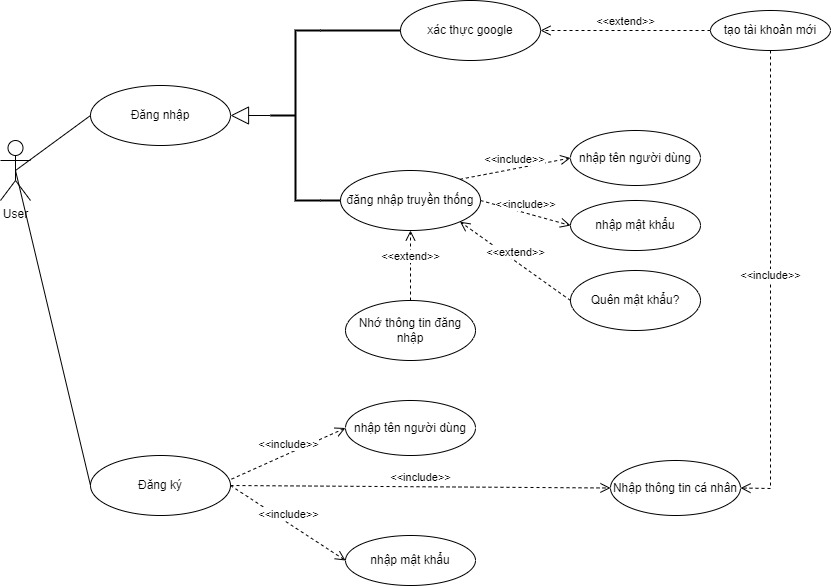 <<extend>>
xác thực google
tạo tài khoản mới
Đăng nhập
nhập tên người dùng
<<include>>
User
đăng nhập truyền thống
<<include>>
nhập mật khẩu
<<extend>>
<<extend>>
<<include>>
Quên mật khẩu?
Nhớ thông tin đăng
nhập
nhập tên người dùng
<<include>>
<<include>>
Đăng ký
Nhập thông tin cá nhân
<<include>>
nhập mật khẩu